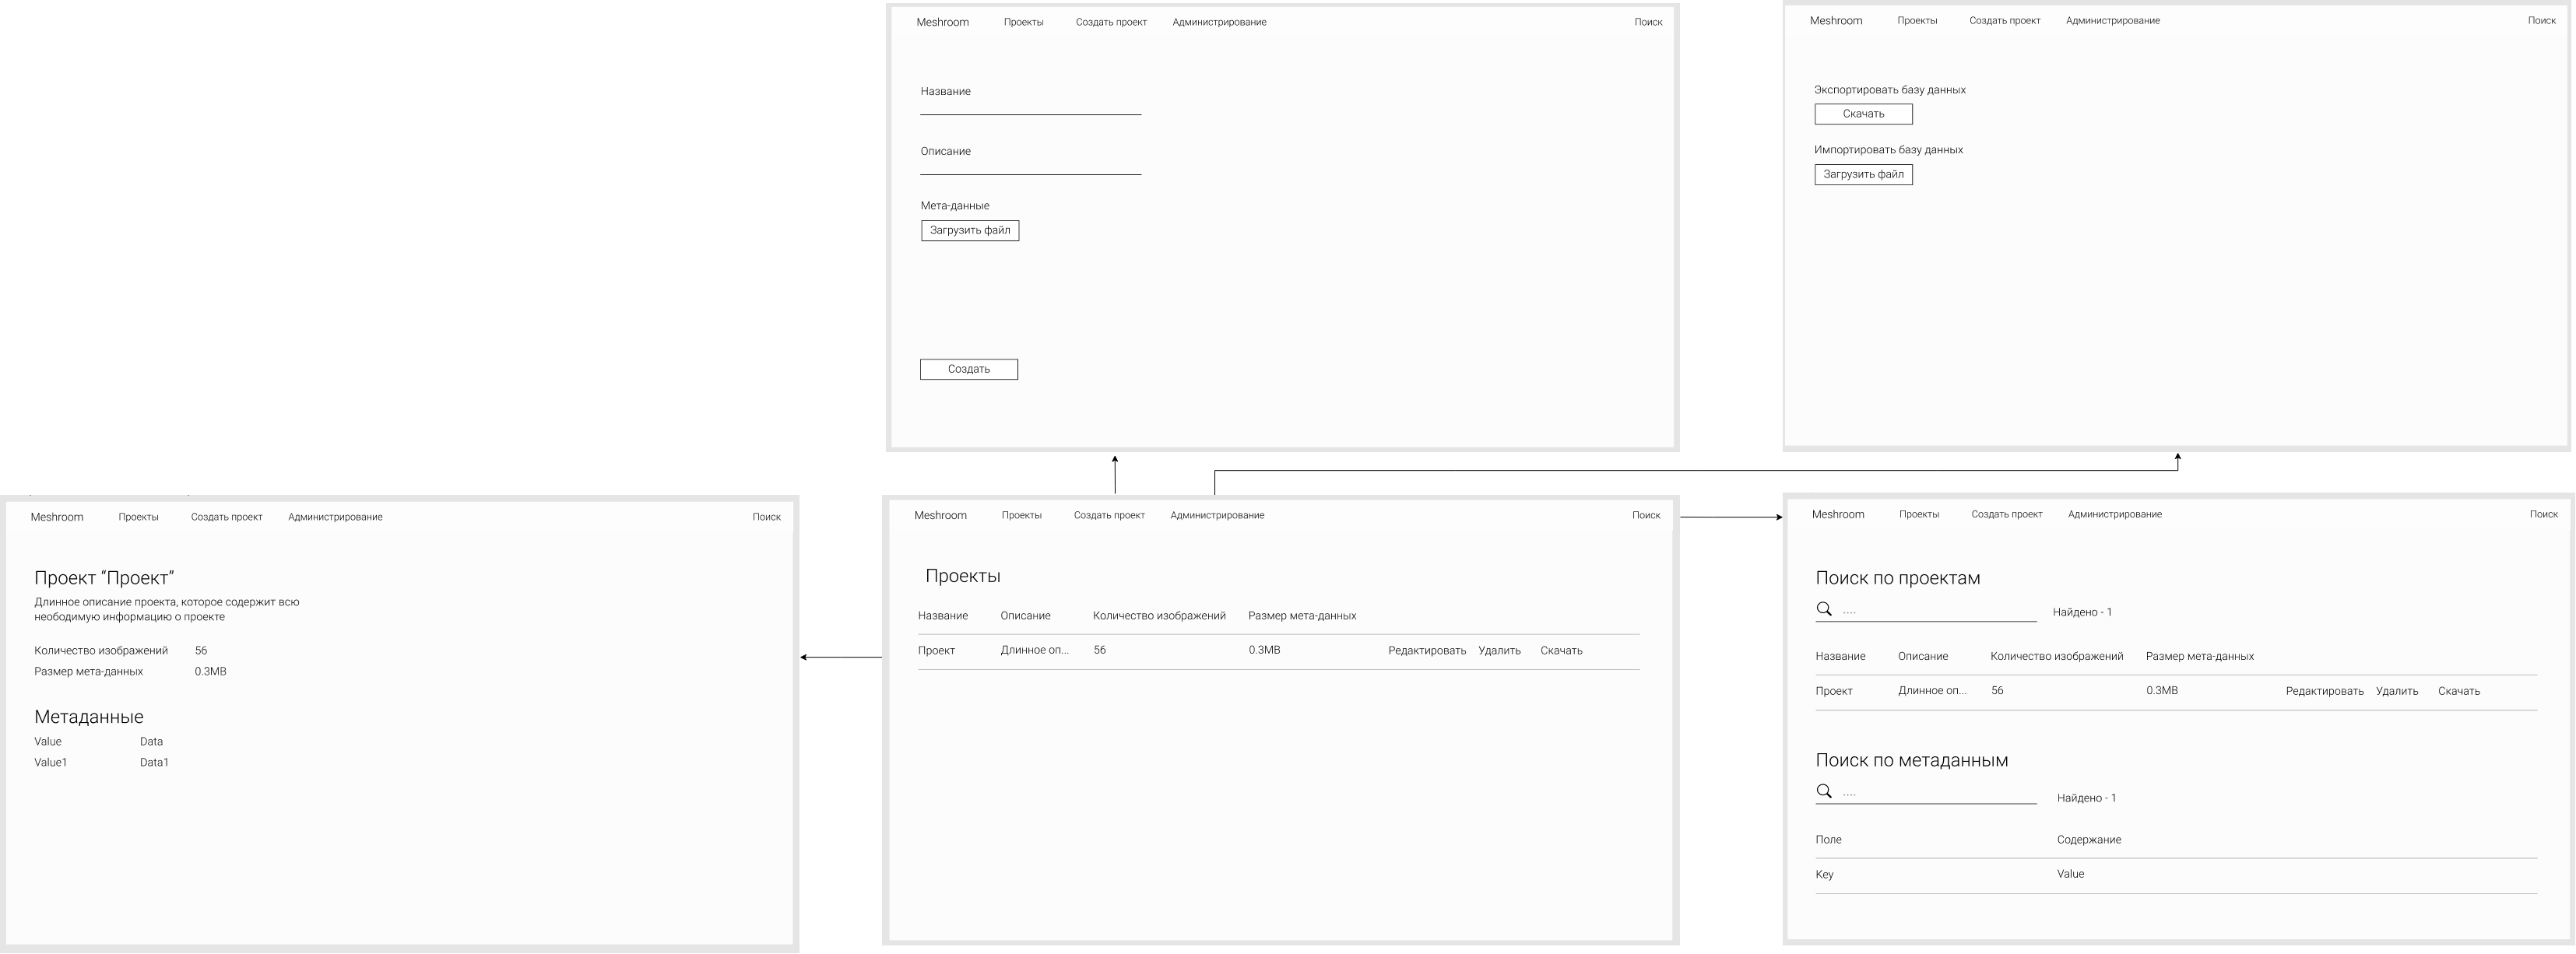 Meshroom Проекты Создать проект Администрирование Поиск
Название
Описание
Мета-данные
Загрузить файл
Создать
Meshroom Проекты Создать проект Администрирование Поиск
Экспортировать базу данных
Скачать
Импортировать базу данных
Загрузить файл
Meshroom Проекты Создать проект Администрирование Поиск
Проект “Проект”
Длинное описание проекта, которое содержит всю
неободимую информацию о проекте
Количество изображений 56
Размер мета-данных 0.3MB
Метаданные
Value Data
Value1 Data1
Meshroom Проекты Создать проект Администрирование Поиск
Проекты
Название Описание Количество изображений Размер мета-данных
Проект Длинное оп... 56 0.3MB Редактировать Удалить Скачать
Meshroom Проекты Создать проект Администрирование Поиск
Поиск по проектам
.... Найдено - 1
Название Описание Количество изображений Размер мета-данных
Проект Длинное оп... 56 0.3MB Редактировать Удалить Скачать
Поиск по метаданным
.... Найдено - 1
Поле Содержание
Key Value